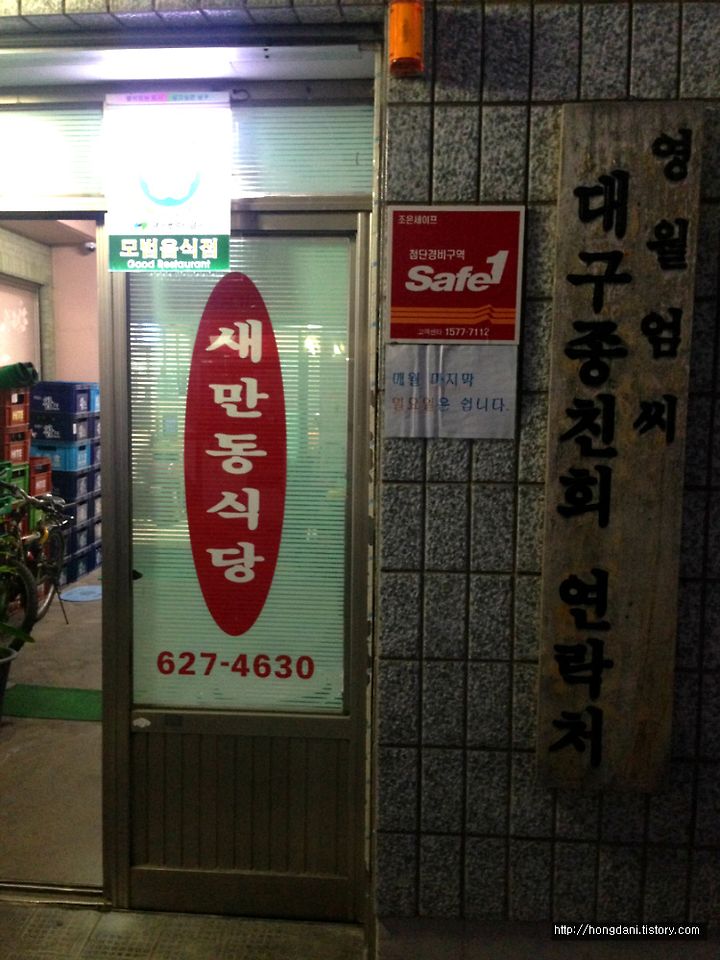 모범음식점
Good Restaurant
새만동식당
627-4630
조은세이프
첨단경비구역
Safe1
고객센타 1577-7112
매월 마지막
일요일은 쉽니다.
영월엄씨
대구종친회 연락처
HITE
http://hongdani.tistory.com